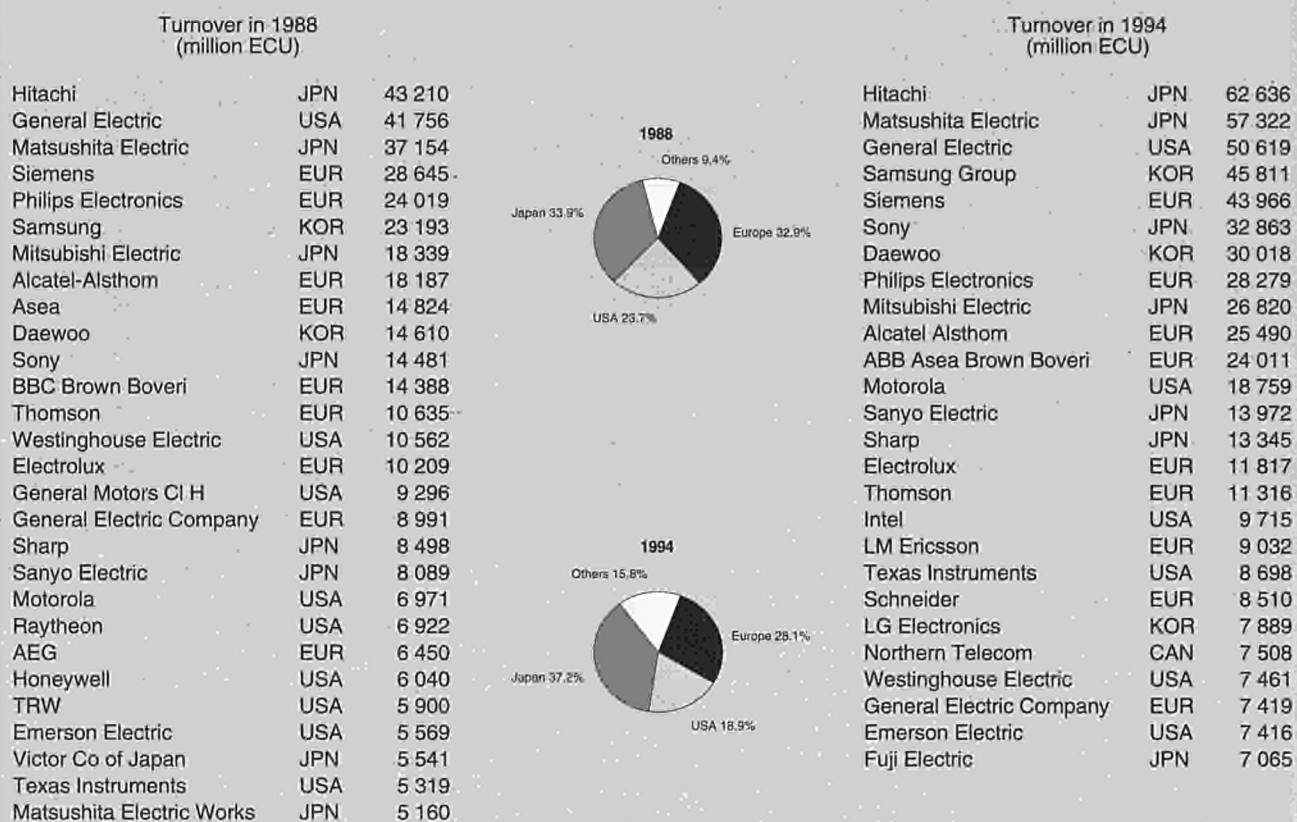 Turnover in 1988
(million ECU)
Hitachi JPN 43 210
General Electric USA 41 756
Matsushita Electric JPN 37 154
Siemens EUR 28 645
Philips Electronics EUR 24 019
Samsung KOR 23 193
Mitsubishi Electric JPN 18 339
Alcatel-Alsthom EUR 18 187
Asea EUR 14 824
Daewoo KOR 14 610
Sony JPN 14 481
BBC Brown Boveri EUR 14 388
Thomson EUR 10 635
Westinghouse Electric USA 10 562
Electrolux EUR 10 209
General Motors Cl H USA 9 296
General Electric Company EUR 8 991
Sharp JPN 8 498
Sanyo Electric JPN 8 089
Motorola USA 6 971
Raytheon USA 6 922
AEG EUR 6 450
Honeywell USA 6 040
TRW USA 5 900
Emerson Electric USA 5 569
Victor Co of Japan JPN 5 541
Texas Instruments USA 5 319
Matsushita Electric Works JPN 5 160
1988
Others 9.4%
Japan 33.9%
Europe 32.9%
USA 23.7%
1994
Others 15.8%
Europe 28.1%
Japan 37.2%
USA 18.9%
Turnover in 1994
(million ECU)
Hitachi JPN 62 636
Matsushita Electric JPN 57 322
General Electric USA 50 619
Samsung Group KOR 45 811
Siemens EUR 43 966
Sony JPN 32 863
Daewoo KOR 30 018
Philips Electronics EUR 28 279
Mitsubishi Electric JPN 26 820
Alcatel Alsthom EUR 25 490
ABB Asea Brown Boveri EUR 24 011
Motorola USA 18 759
Sanyo Electric JPN 13 972
Sharp JPN 13 345
Electrolux EUR 11 817
Thomson EUR 11 316
Intel USA 9 715
LM Ericsson EUR 9 032
Texas Instruments USA 8 698
Schneider EUR 8 510
LG Electronics KOR 7 889
Northern Telecom CAN 7 508
Westinghouse Electric USA 7 461
General Electric Company EUR 7 419
Emerson Electric USA 7 416
Fuji Electric JPN 7 065